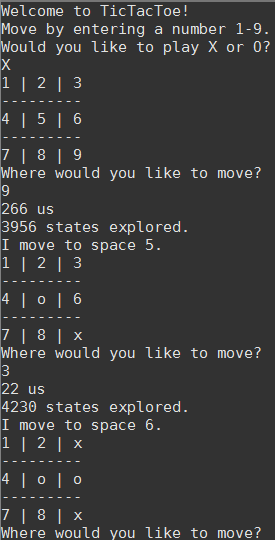 Welcome to TicTacToe!
Move by entering a number 1-9.
Would you like to play X or O?
X
1 | 2 | 3
---------
4 | 5 | 6
---------
7 | 8 | 9
Where would you like to move?
9
266 us
3956 states explored.
I move to space 5.
1 | 2 | 3
---------
4 | o | 6
---------
7 | 8 | x
Where would you like to move?
3
22 us
4230 states explored.
I move to space 6.
1 | 2 | x
---------
4 | o | o
---------
7 | 8 | x
Where would you like to move?